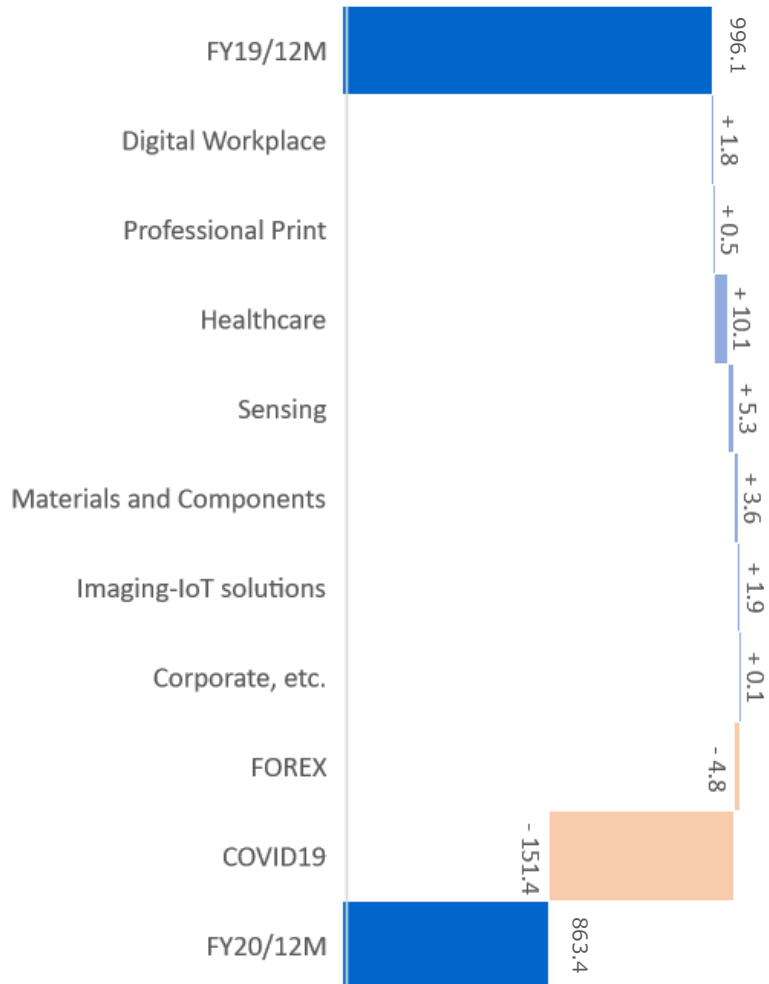 FY19/12M
996.1
Digital Workplace
+ 1.8
Professional Print
+ 0.5
Healthcare
+ 10.1
Sensing
+ 5.3
Materials and Components
+ 3.6
Imaging-IoT solutions
+ 1.9
Corporate, etc.
+ 0.1
FOREX
- 4.8
COVID19
- 151.4
FY20/12M
863.4